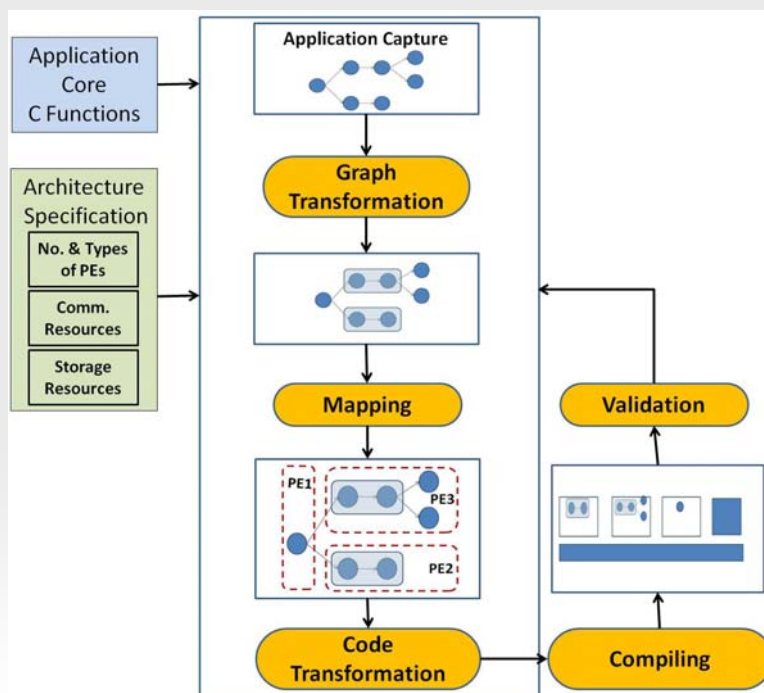 Application
Core
C Functions
Architecture
Specification
No. & Types
of PEs
Comm.
Resources
Storage
Resources
Application Capture
Graph
Transformation
Mapping
PE1
PE3
PE2
Code
Transformation
Compiling
Validation